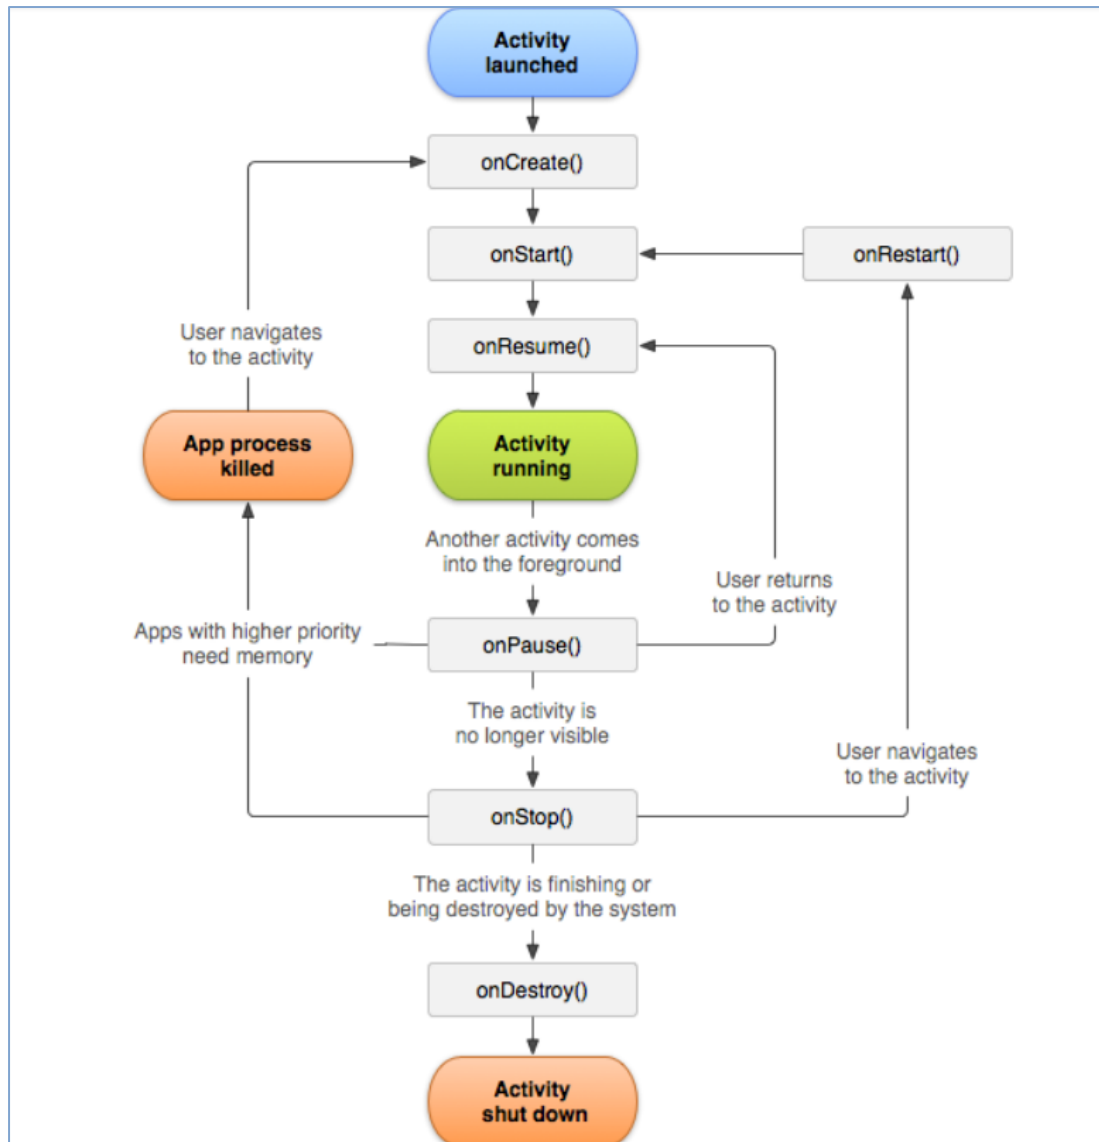 Activity
launched
onCreate()
onStart()
onRestart()
User navigates
to the activity
onResume()
App process
killed
Activity
running
Another activity comes
into the foreground
User returns
to the activity
Apps with higher priority
need memory
onPause()
The activity is
no longer visible
User navigates
to the activity
onStop()
The activity is finishing or
being destroyed by the system
onDestroy()
Activity
shut down